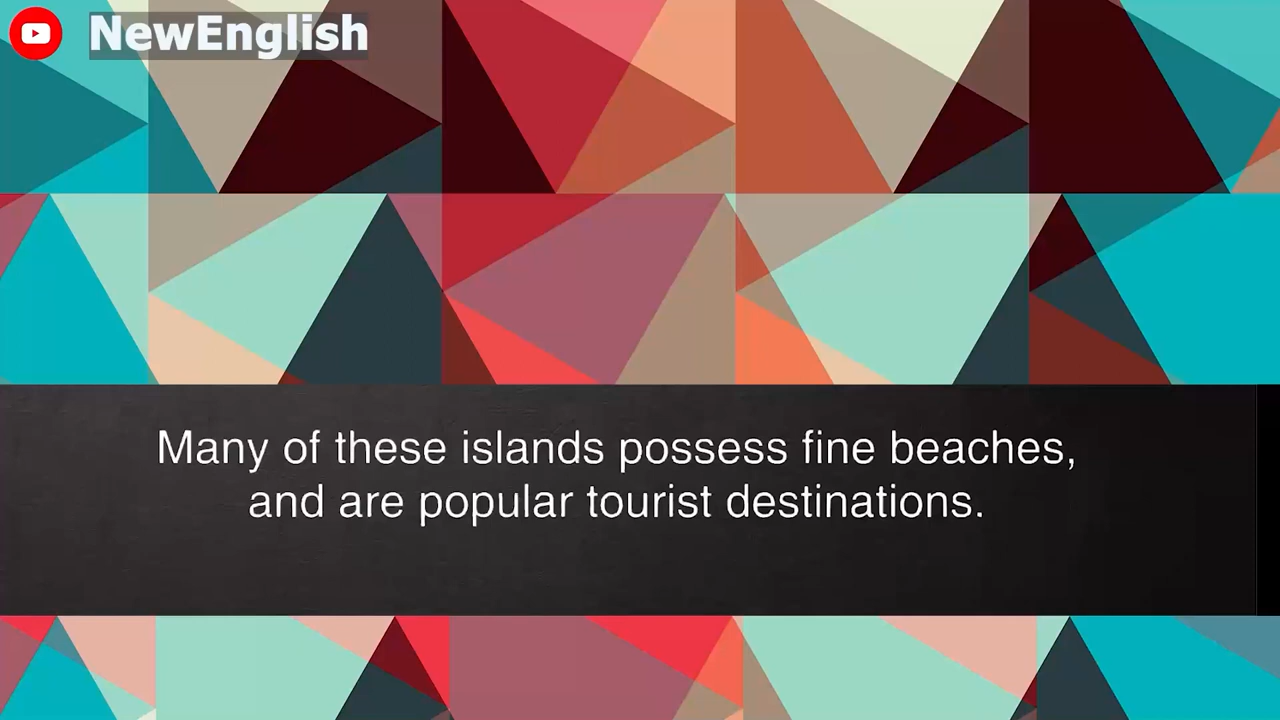 NewEnglish
Many of these islands possess fine beaches,
and are popular tourist destinations.